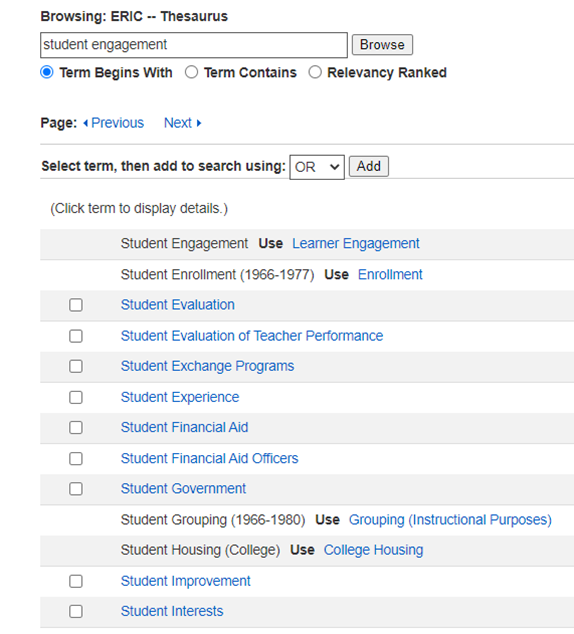 Browsing: ERIC -- Thesaurus
student engagement Browse
Term Begins With Term Contains Relevancy Ranked
Page: Previous Next
Select term, then add to search using: OR Add
(Click term to display details.)
Student Engagement Use Learner Engagement
Student Enrollment (1966-1977) Use Enrollment
Student Evaluation
Student Evaluation of Teacher Performance
Student Exchange Programs
Student Experience
Student Financial Aid
Student Financial Aid Officers
Student Government
Student Grouping (1966-1980) Use Grouping (Instructional Purposes)
Student Housing (College) Use College Housing
Student Improvement
Student Interests